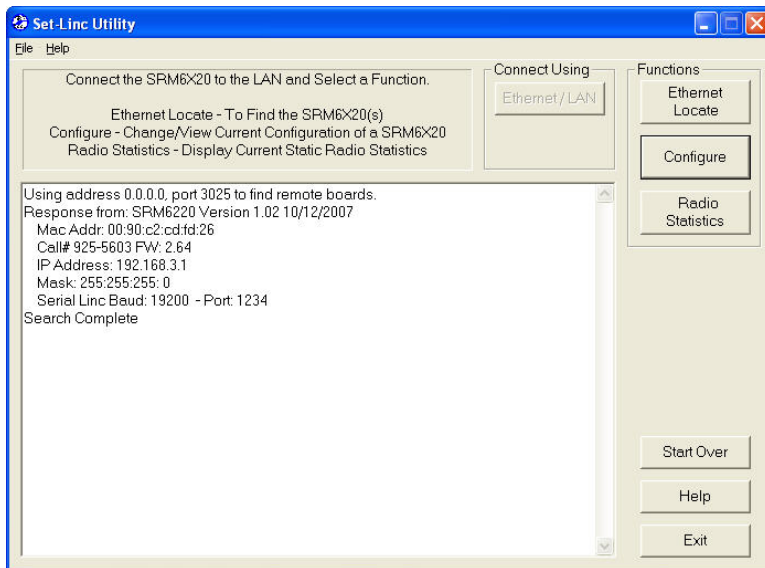 Set-Linc Utility
File Help
Connect the SRM6X20 to the LAN and Select a Function.
Ethernet Locate - To Find the SRM6X20(s)
Configure - Change/View Current Configuration of a SRM6X20
Radio Statistics - Display Current Static Radio Statistics
Connect Using
Ethernet / LAN
Functions
Ethernet
Locate
Configure
Radio
Statistics
Using address 0.0.0.0, port 3025 to find remote boards.
Response from: SRM6220 Version 1.02 10/12/2007
Mac Addr: 00:90:c2:cd:fd:26
Call# 925-5603 FW: 2.64
IP Address: 192.168.3.1
Mask: 255:255:255: 0
Serial Linc Baud: 19200 - Port: 1234
Search Complete
Start Over
Help
Exit